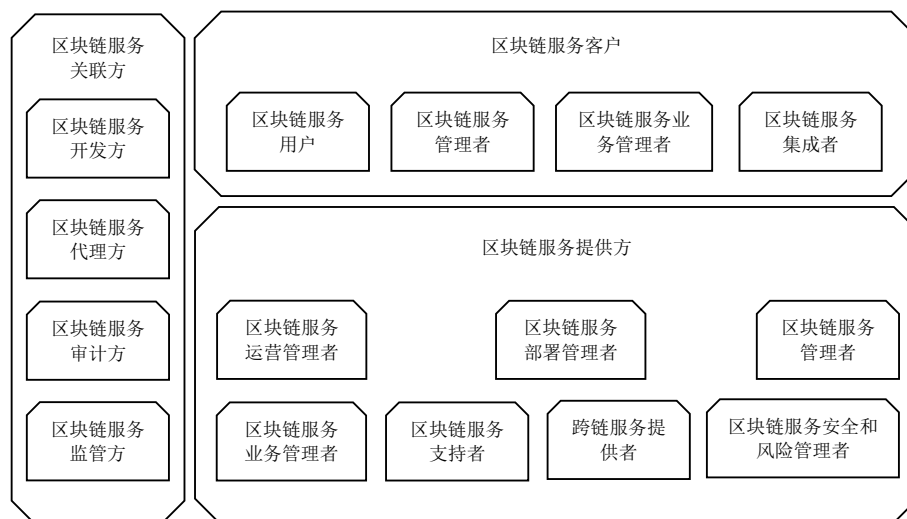 区块链服务
关联方
区块链服务
开发方
区块链服务
代理方
区块链服务
审计方
区块链服务
监管方
区块链服务客户
区块链服务
用户
区块链服务
管理者
区块链服务业
务管理者
区块链服务
集成者
区块链服务提供方
区块链服务
运营管理者
区块链服务
部署管理者
区块链服务
管理者
区块链服务
业务管理者
区块链服务
支持者
跨链服务提
供者
区块链服务安全和
风险管理者